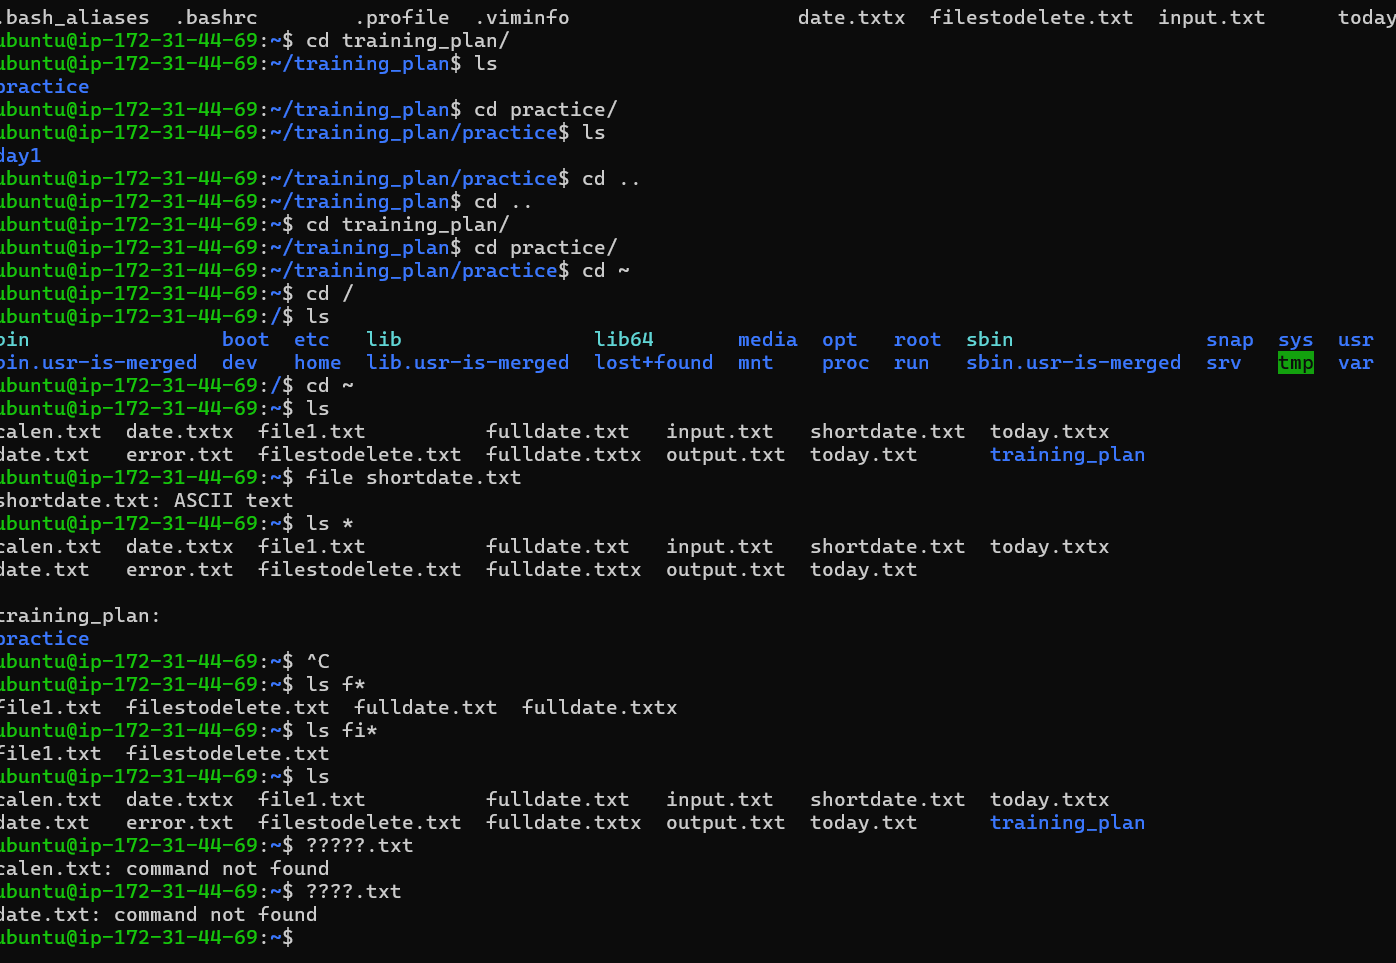 .bash_aliases  .bashrc        .profile  .viminfo                   date.txtx  filestodelete.txt  input.txt      today
ubuntu@ip-172-31-44-69:~$ cd training_plan/
ubuntu@ip-172-31-44-69:~/training_plan$ ls
practice
ubuntu@ip-172-31-44-69:~/training_plan$ cd practice/
ubuntu@ip-172-31-44-69:~/training_plan/practice$ ls
day1
ubuntu@ip-172-31-44-69:~/training_plan/practice$ cd ..
ubuntu@ip-172-31-44-69:~/training_plan$ cd ..
ubuntu@ip-172-31-44-69:~$ cd training_plan/
ubuntu@ip-172-31-44-69:~/training_plan$ cd practice/
ubuntu@ip-172-31-44-69:~/training_plan/practice$ cd ~
ubuntu@ip-172-31-44-69:~$ cd /
ubuntu@ip-172-31-44-69:/$ ls
bin                boot  etc   lib                lib64       media  opt   root  sbin                snap  sys  usr
bin.usr-is-merged  dev   home  lib.usr-is-merged  lost+found  mnt    proc  run   sbin.usr-is-merged  srv   tmp  var
ubuntu@ip-172-31-44-69:/$ cd ~
ubuntu@ip-172-31-44-69:~$ ls
calen.txt  date.txtx  file1.txt          fulldate.txt   input.txt   shortdate.txt  today.txtx
date.txt   error.txt  filestodelete.txt  fulldate.txtx  output.txt  today.txt      training_plan
ubuntu@ip-172-31-44-69:~$ file shortdate.txt
shortdate.txt: ASCII text
ubuntu@ip-172-31-44-69:~$ ls *
calen.txt  date.txtx  file1.txt          fulldate.txt   input.txt   shortdate.txt  today.txtx
date.txt   error.txt  filestodelete.txt  fulldate.txtx  output.txt  today.txt
training_plan:
practice
ubuntu@ip-172-31-44-69:~$ ^C
ubuntu@ip-172-31-44-69:~$ ls f*
file1.txt  filestodelete.txt  fulldate.txt  fulldate.txtx
ubuntu@ip-172-31-44-69:~$ ls fi*
file1.txt  filestodelete.txt
ubuntu@ip-172-31-44-69:~$ ls
calen.txt  date.txtx  file1.txt          fulldate.txt   input.txt   shortdate.txt  today.txtx
date.txt   error.txt  filestodelete.txt  fulldate.txtx  output.txt  today.txt      training_plan
ubuntu@ip-172-31-44-69:~$ ?????.txt
calen.txt: command not found
ubuntu@ip-172-31-44-69:~$ ????.txt
date.txt: command not found
ubuntu@ip-172-31-44-69:~$